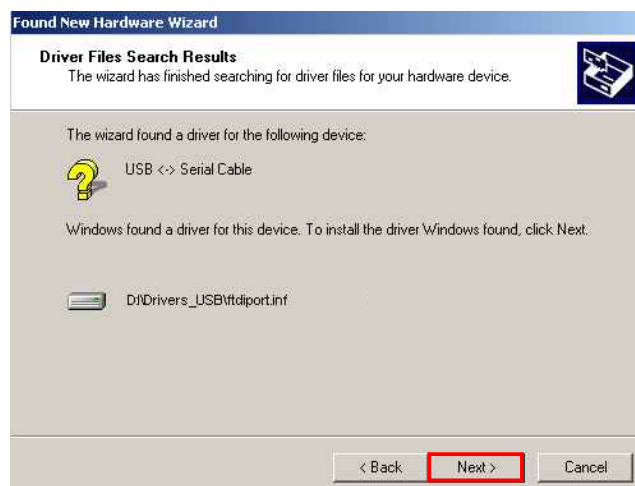 Found New Hardware Wizard
Driver Files Search Results
The wizard has finished searching for driver files for your hardware device.
The wizard found a driver for the following device:
USB <-> Serial Cable
Windows found a driver for this device. To install the driver Windows found, click Next.
D:\Drivers_USB\ftdiport.inf
< Back Next > Cancel